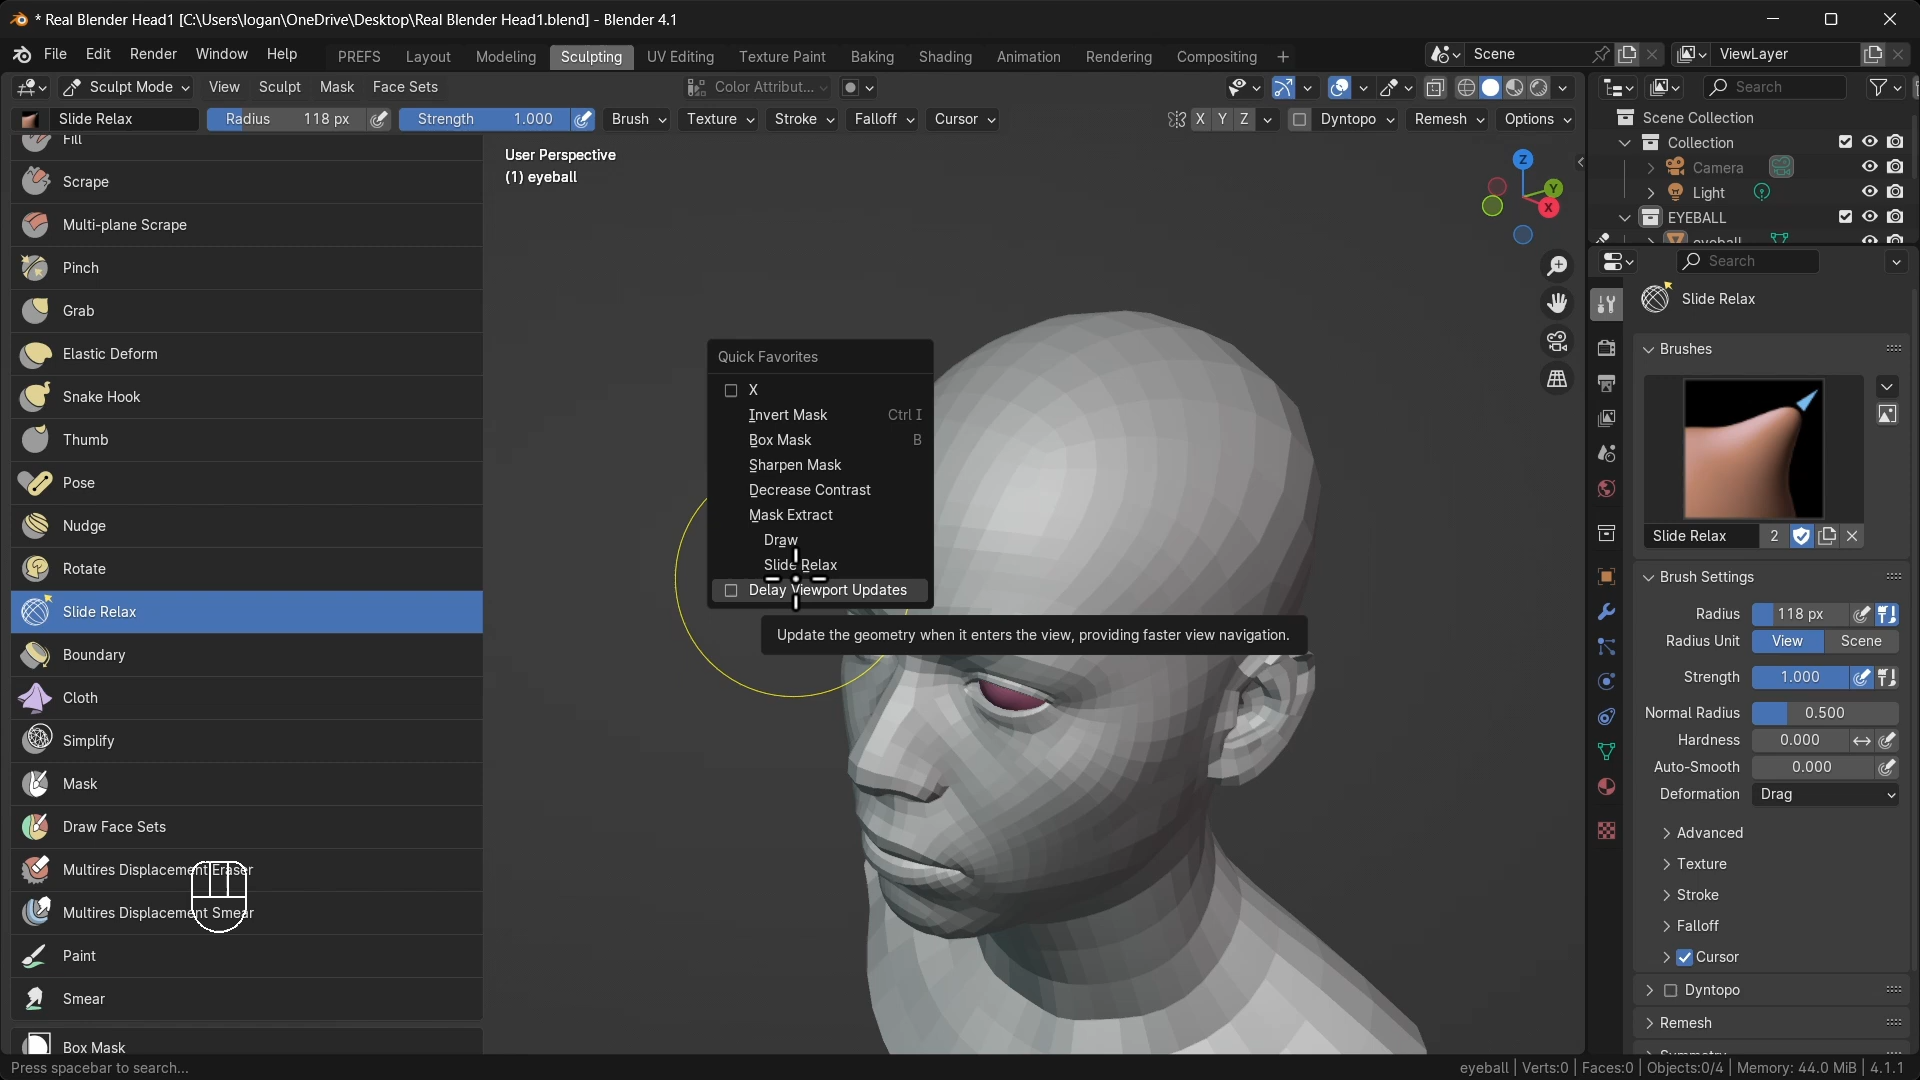 * Real Blender Head1 [C:\Users\logan\OneDrive\Desktop\Real Blender Head1.blend] - Blender 4.1
File Edit Render Window Help PREFS Layout Modeling Sculpting UV Editing Texture Paint Baking Shading Animation Rendering Compositing + Scene ViewLayer
Sculpt Mode View Sculpt Mask Face Sets Color Attribut... Search
Slide Relax Radius 118 px Strength 1.000 Brush Texture Stroke Falloff Cursor X Y Z Dyntopo Remesh Options
Fill
Scrape
Multi-plane Scrape
Pinch
Grab
Elastic Deform
Snake Hook
Thumb
Pose
Nudge
Rotate
Slide Relax
Boundary
Cloth
Simplify
Mask
Draw Face Sets
Multires Displacement Eraser
Multires Displacement Smear
Paint
Smear
Box Mask
User Perspective
(1) eyeball
Z
Y
X
Quick Favorites
X
Invert Mask Ctrl I
Box Mask B
Sharpen Mask
Decrease Contrast
Mask Extract
Draw
Slide Relax
Delay Viewport Updates
Update the geometry when it enters the view, providing faster view navigation.
Scene Collection
Collection
Camera
Light
EYEBALL
eyeball
Search
Slide Relax
Brushes
Slide Relax 2
Brush Settings
Radius 118 px
Radius Unit View Scene
Strength 1.000
Normal Radius 0.500
Hardness 0.000
Auto-Smooth 0.000
Deformation Drag
Advanced
Texture
Stroke
Falloff
Cursor
Dyntopo
Remesh
Symmetry
Press spacebar to search...
eyeball | Verts:0 | Faces:0 | Objects:0/4 | Memory: 44.0 MiB | 4.1.1